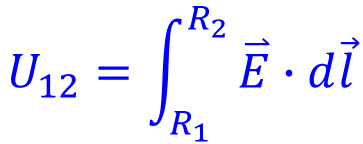 U₁₂ = ∫_{R₁}^{R₂} E⃗ · dl⃗